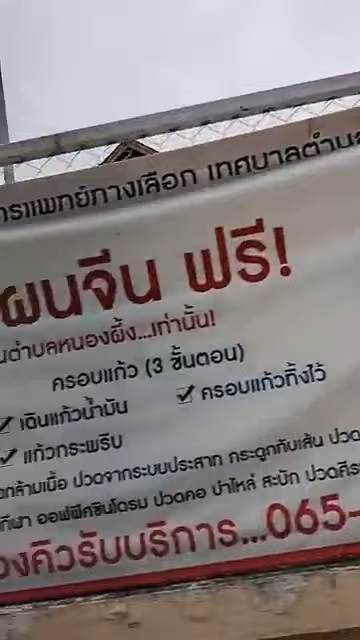 ารแพทย์ทางเลือก เทศบาลตำบล
แผนจีน ฟรี!
นตำบลหนองผึ้ง...เท่านั้น!
ครอบแก้ว (3 ขั้นตอน)
✓ เดินแก้วน้ำมัน ✓ ครอบแก้วทิ้งไว้
✓ แก้วกระพริบ
กล้ามเนื้อ ปวดจากระบบประสาท กระดูกทับเส้น ปวด
กีฬา ออฟฟิศซินโดรม ปวดคอ บ่าไหล่ สะบัก ปวดศีร
องคิวรับบริการ...065-